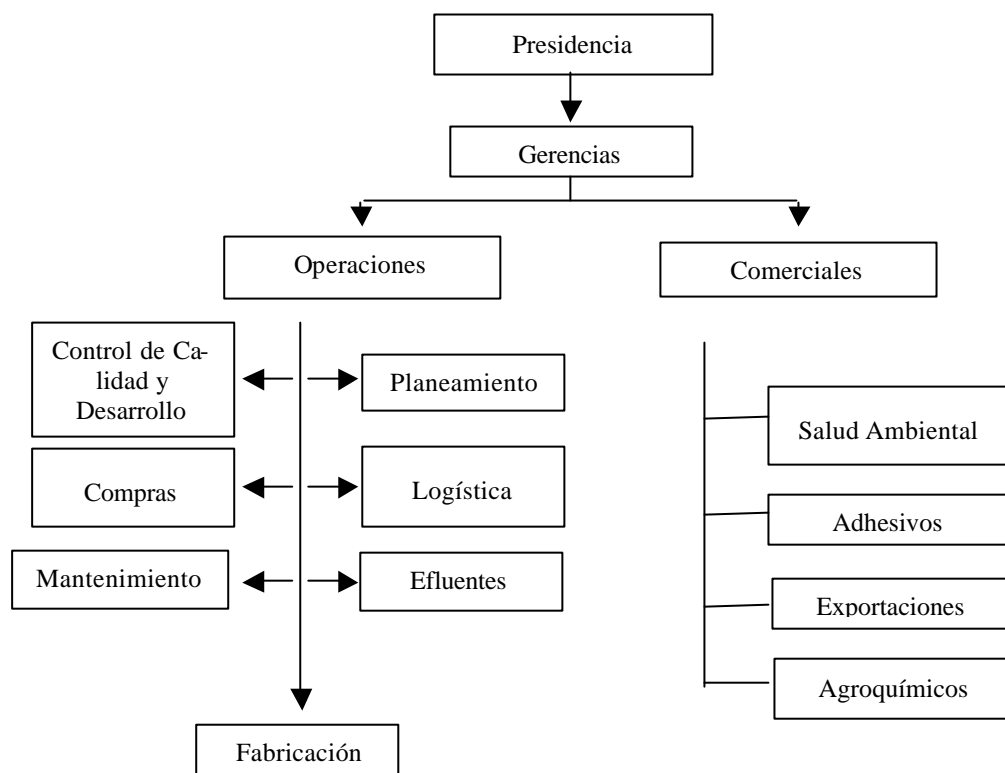 Presidencia
Gerencias
Operaciones
Comerciales
Control de Ca-
lidad y
Desarrollo
Planeamiento
Compras
Logística
Mantenimiento
Efluentes
Fabricación
Salud Ambiental
Adhesivos
Exportaciones
Agroquímicos